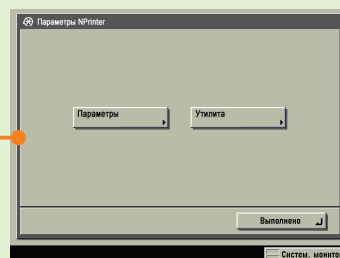 Параметры NPrinter
Параметры
Утилита
Выполнено
Систем. монито